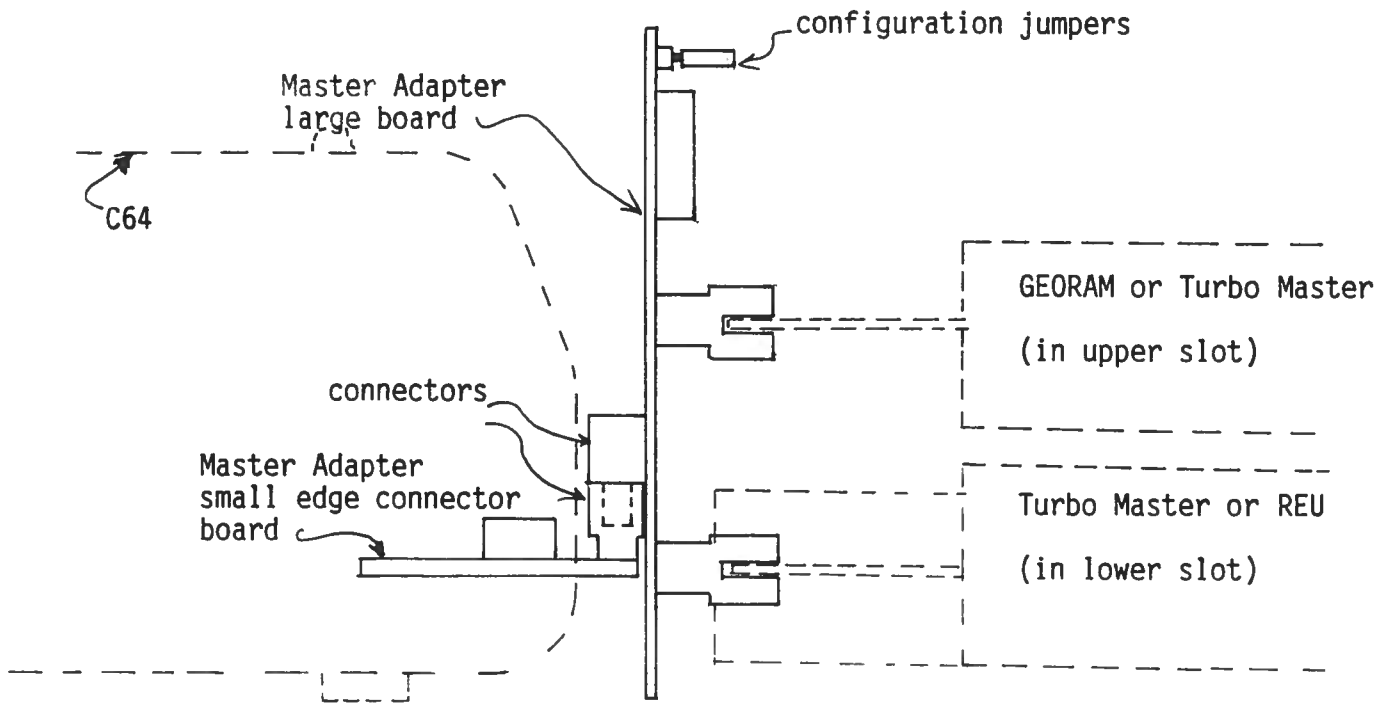 configuration jumpers
Master Adapter
large board
C64
GEORAM or Turbo Master
(in upper slot)
connectors
Master Adapter
small edge connector
board
Turbo Master or REU
(in lower slot)